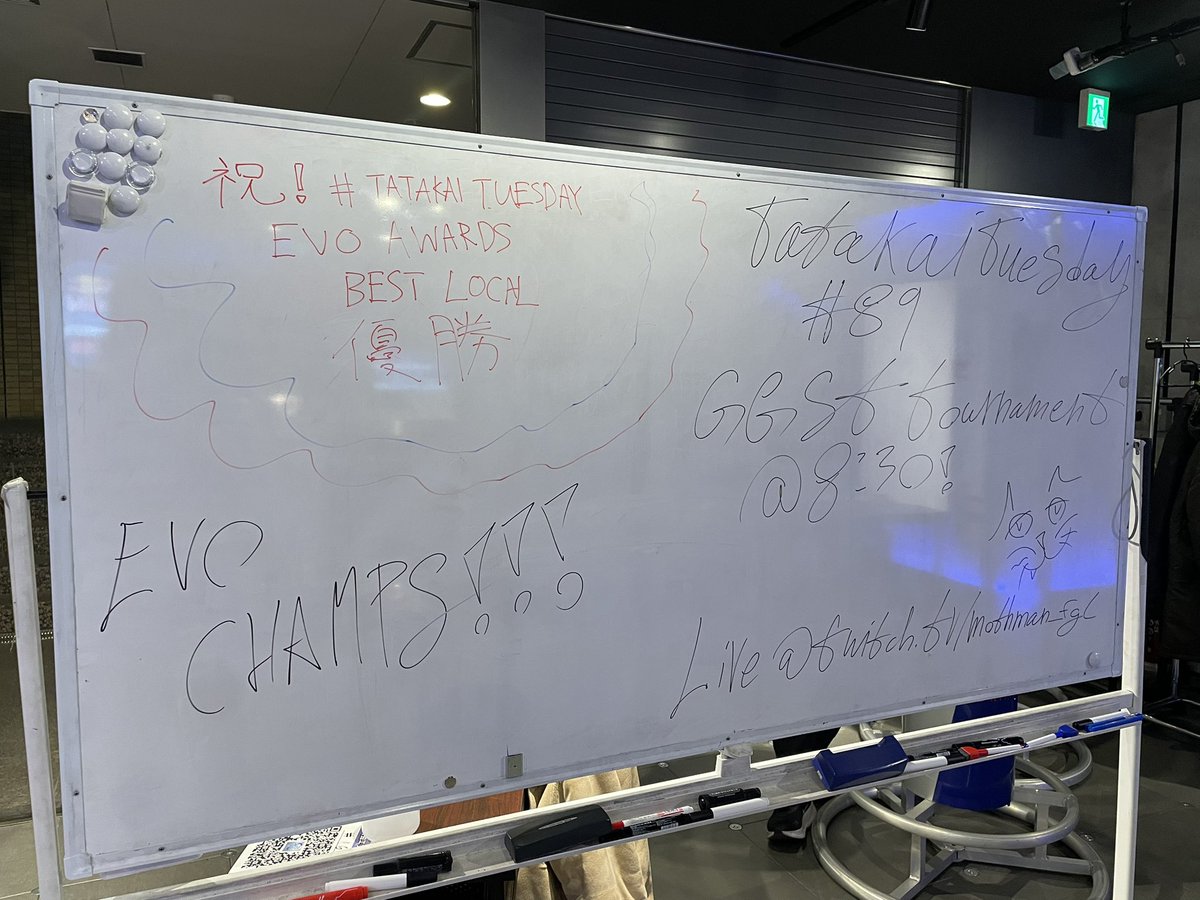 祝! # TATAKAI TUESDAY
EVO AWARDS
BEST LOCAL
優勝
EVO
CHAMPS!!!
Tatakai Tuesday
#89
GGSt tournament
@8:30!
Live @twitch.tv/mothman_fgc